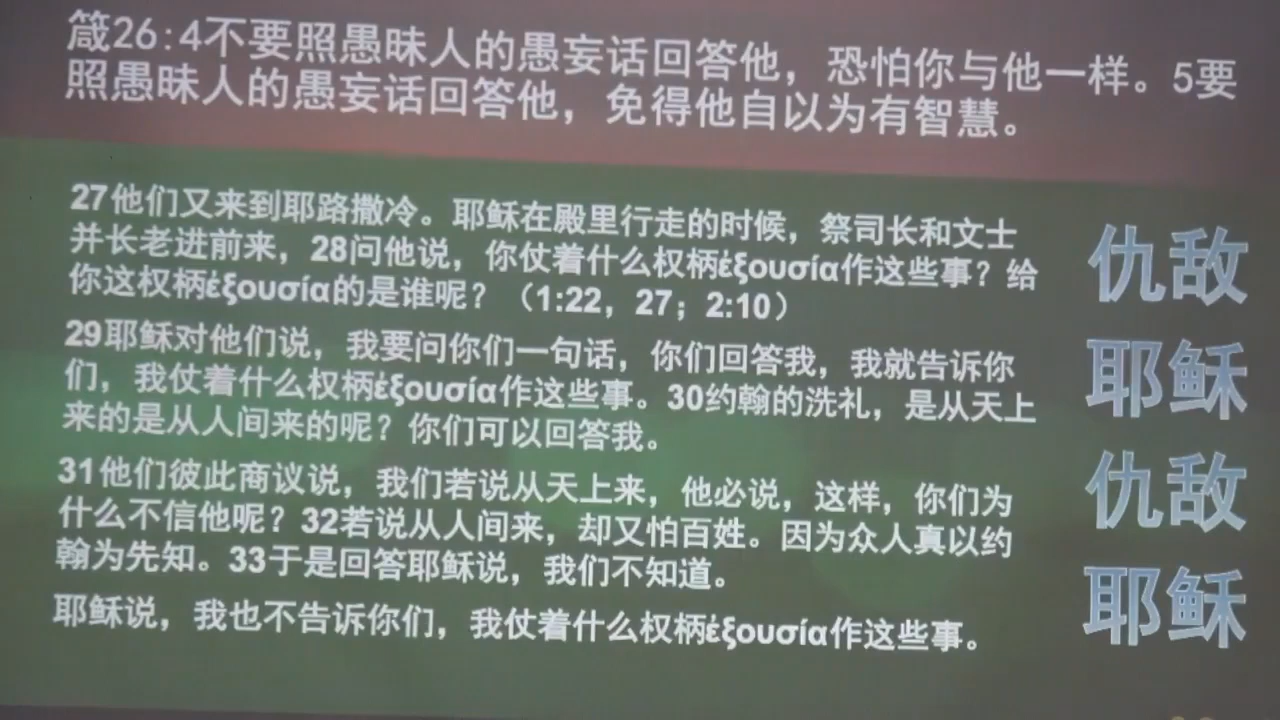 箴26:4不要照愚昧人的愚妄话回答他，恐怕你与他一样。5要
照愚昧人的愚妄话回答他，免得他自以为有智慧。
27他们又来到耶路撒冷。耶稣在殿里行走的时候，祭司长和文士
并长老进前来，28问他说，你仗着什么权柄ἐξουσία作这些事？给
你这权柄ἐξουσία的是谁呢？（1:22，27；2:10）
仇敌
29耶稣对他们说，我要问你们一句话，你们回答我，我就告诉你
们，我仗着什么权柄ἐξουσία作这些事。30约翰的洗礼，是从天上
来的是从人间来的呢？你们可以回答我。
耶稣
31他们彼此商议说，我们若说从天上来，他必说，这样，你们为
什么不信他呢？32若说从人间来，却又怕百姓。因为众人真以约
翰为先知。33于是回答耶稣说，我们不知道。
仇敌
耶稣说，我也不告诉你们，我仗着什么权柄ἐξουσία作这些事。
耶稣